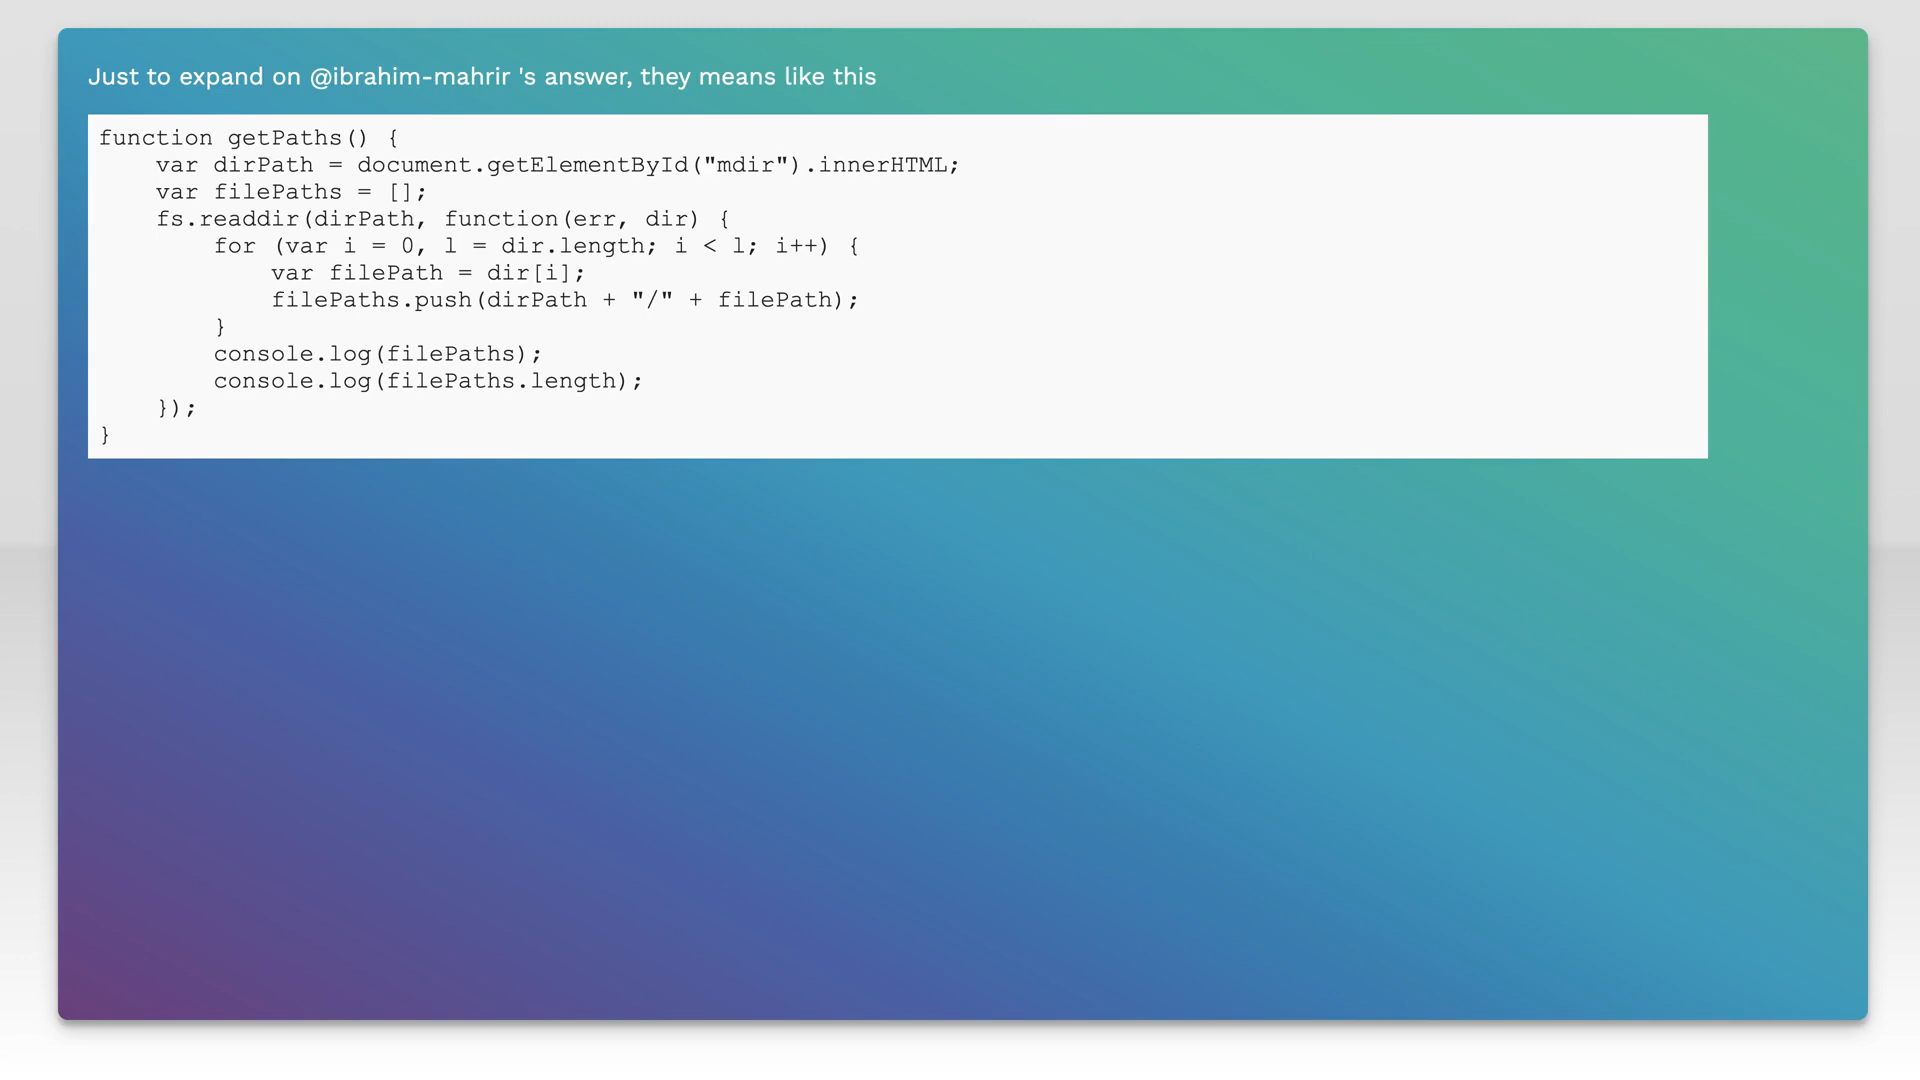 Just to expand on @ibrahim-mahrir 's answer, they means like this
function getPaths() {
    var dirPath = document.getElementById("mdir").innerHTML;
    var filePaths = [];
    fs.readdir(dirPath, function(err, dir) {
        for (var i = 0, l = dir.length; i < l; i++) {
            var filePath = dir[i];
            filePaths.push(dirPath + "/" + filePath);
        }
        console.log(filePaths);
        console.log(filePaths.length);
    });
}